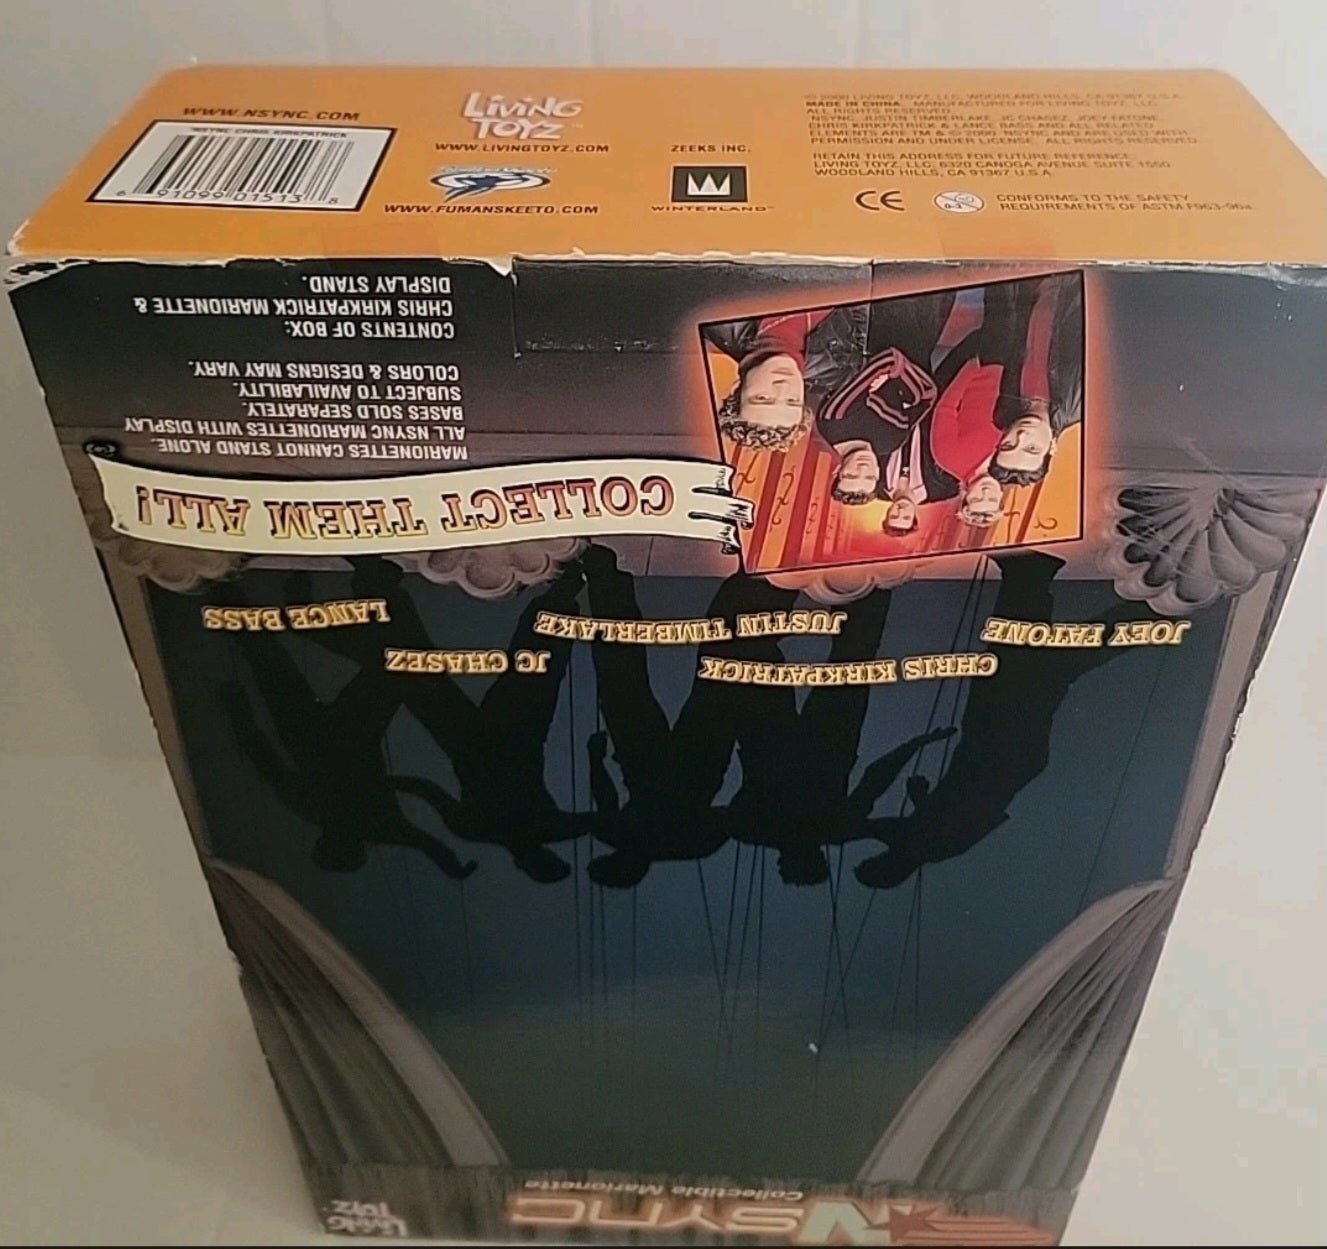 WWW.NSYNC.COM
*NSYNC CHRIS KIRKPATRICK
6 91099 01513 8
LiViNG
TOYZ
WWW.LIVINGTOYZ.COM
WWW.FUMANSKEETO.COM
ZEEKS INC.
WINTERLAND
© 2000 LIVING TOYZ, LLC, WOODLAND HILLS, CA 91367 U.S.A.
MADE IN CHINA. MANUFACTURED FOR LIVING TOYZ, LLC.
ALL RIGHTS RESERVED
'NSYNC, JUSTIN TIMBERLAKE, JC CHASEZ, JOEY FATONE,
CHRIS KIRKPATRICK & LANCE BASS AND ALL RELATED
ELEMENTS ARE TM & © 2000 'NSYNC AND ARE USED WITH
PERMISSION AND UNDER LICENSE. ALL RIGHTS RESERVED
RETAIN THIS ADDRESS FOR FUTURE REFERENCE.
LIVING TOYZ, LLC, 6320 CANOGA AVENUE SUITE 1550
WOODLAND HILLS, CA 91367 U.S.A.
CE
0-3
CONFORMS TO THE SAFETY
REQUIREMENTS OF ASTM F963-96a
NSYNC
Collectible Marionette
LiViNG
TOYZ
JOEY FATONE
CHRIS KIRKPATRICK
JUSTIN TIMBERLAKE
JC CHASEZ
LANCE BASS
COLLECT THEM ALL!
MARIONETTES CANNOT STAND ALONE.
ALL NSYNC MARIONETTES WITH DISPLAY
BASES SOLD SEPARATELY.
SUBJECT TO AVAILABILITY.
COLORS & DESIGNS MAY VARY.
CONTENTS OF BOX:
CHRIS KIRKPATRICK MARIONETTE &
DISPLAY STAND.